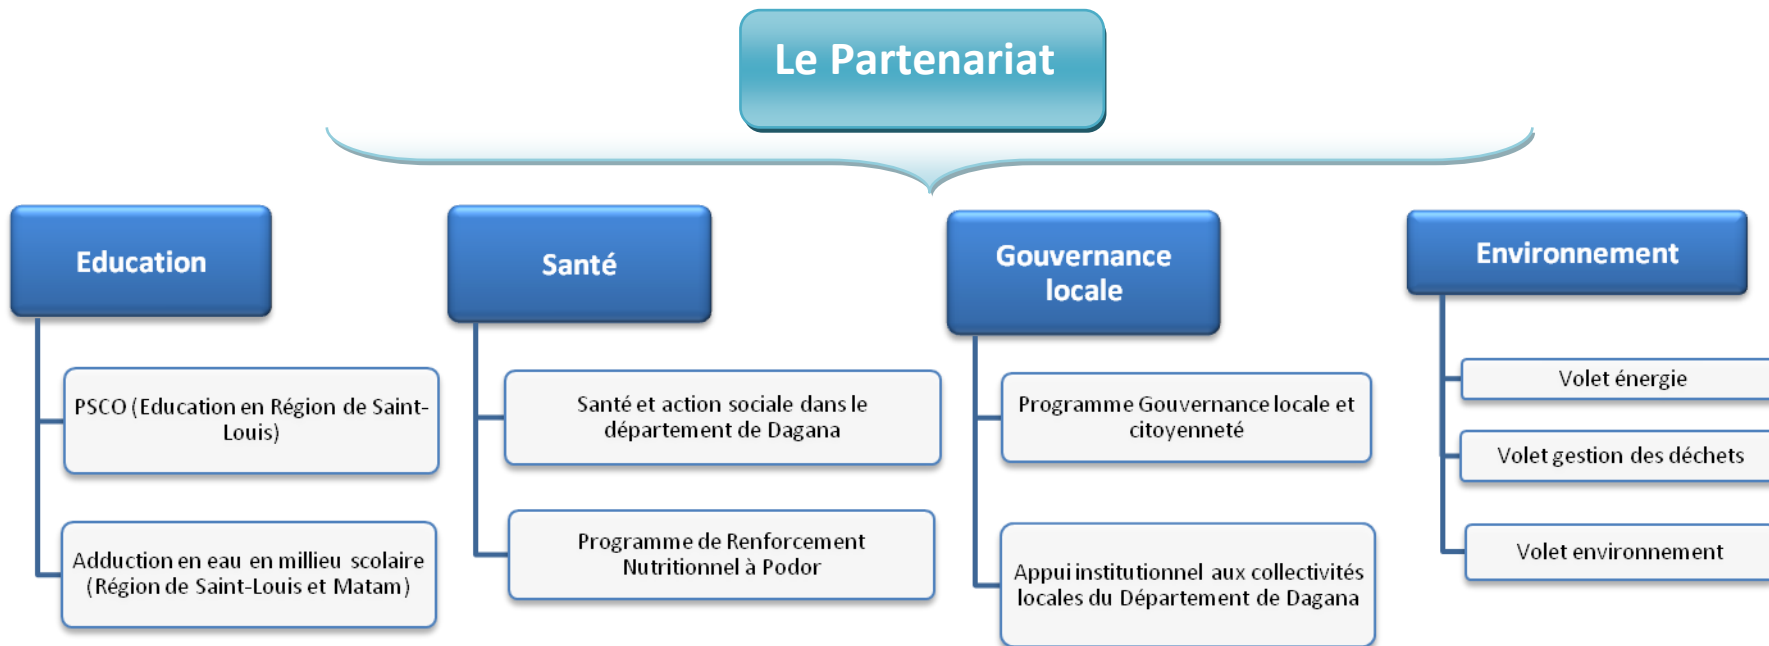 Le Partenariat
Education
PSCO (Education en Région de Saint-
Louis)
Adduction en eau en millieu scolaire
(Région de Saint-Louis et Matam)
Santé
Santé et action sociale dans le
département de Dagana
Programme de Renforcement
Nutritionnel à Podor
Gouvernance
locale
Programme Gouvernance locale et
citoyenneté
Appui institutionnel aux collectivités
locales du Département de Dagana
Environnement
Volet énergie
Volet gestion des déchets
Volet environnement